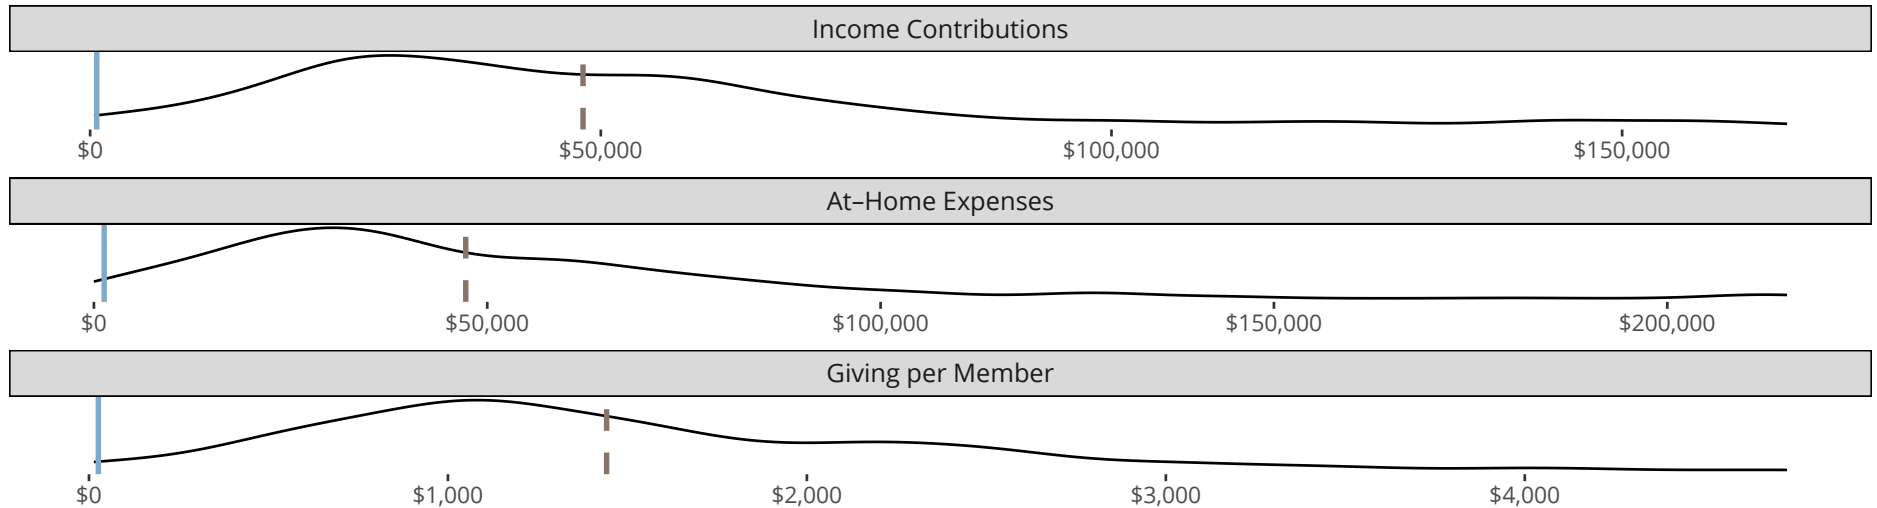 Income Contributions
$0 $50,000 $100,000 $150,000
At–Home Expenses
$0 $50,000 $100,000 $150,000 $200,000
Giving per Member
$0 $1,000 $2,000 $3,000 $4,000